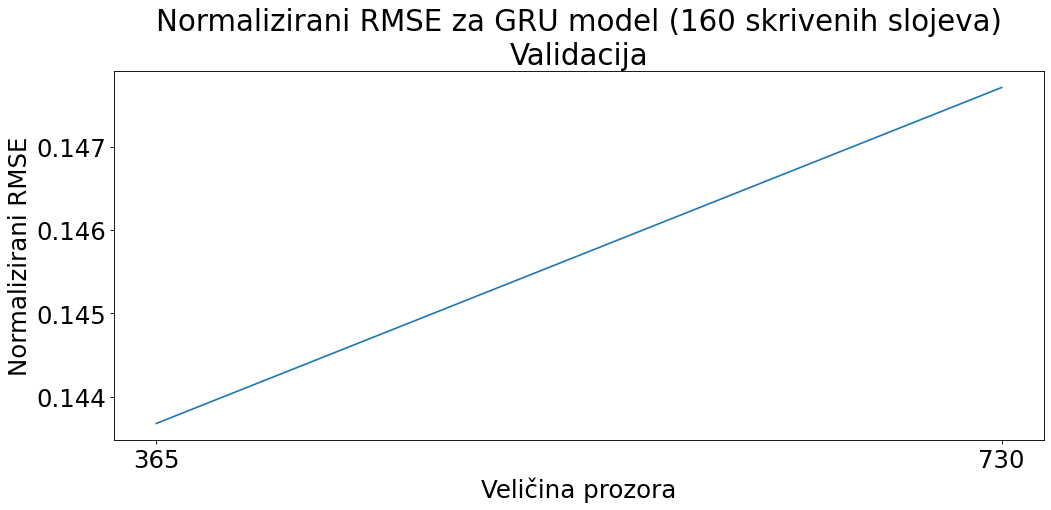 Normalizirani RMSE za GRU model (160 skrivenih slojeva)
Validacija
Normalizirani RMSE
0.147
0.146
0.145
0.144
365
730
Veličina prozora